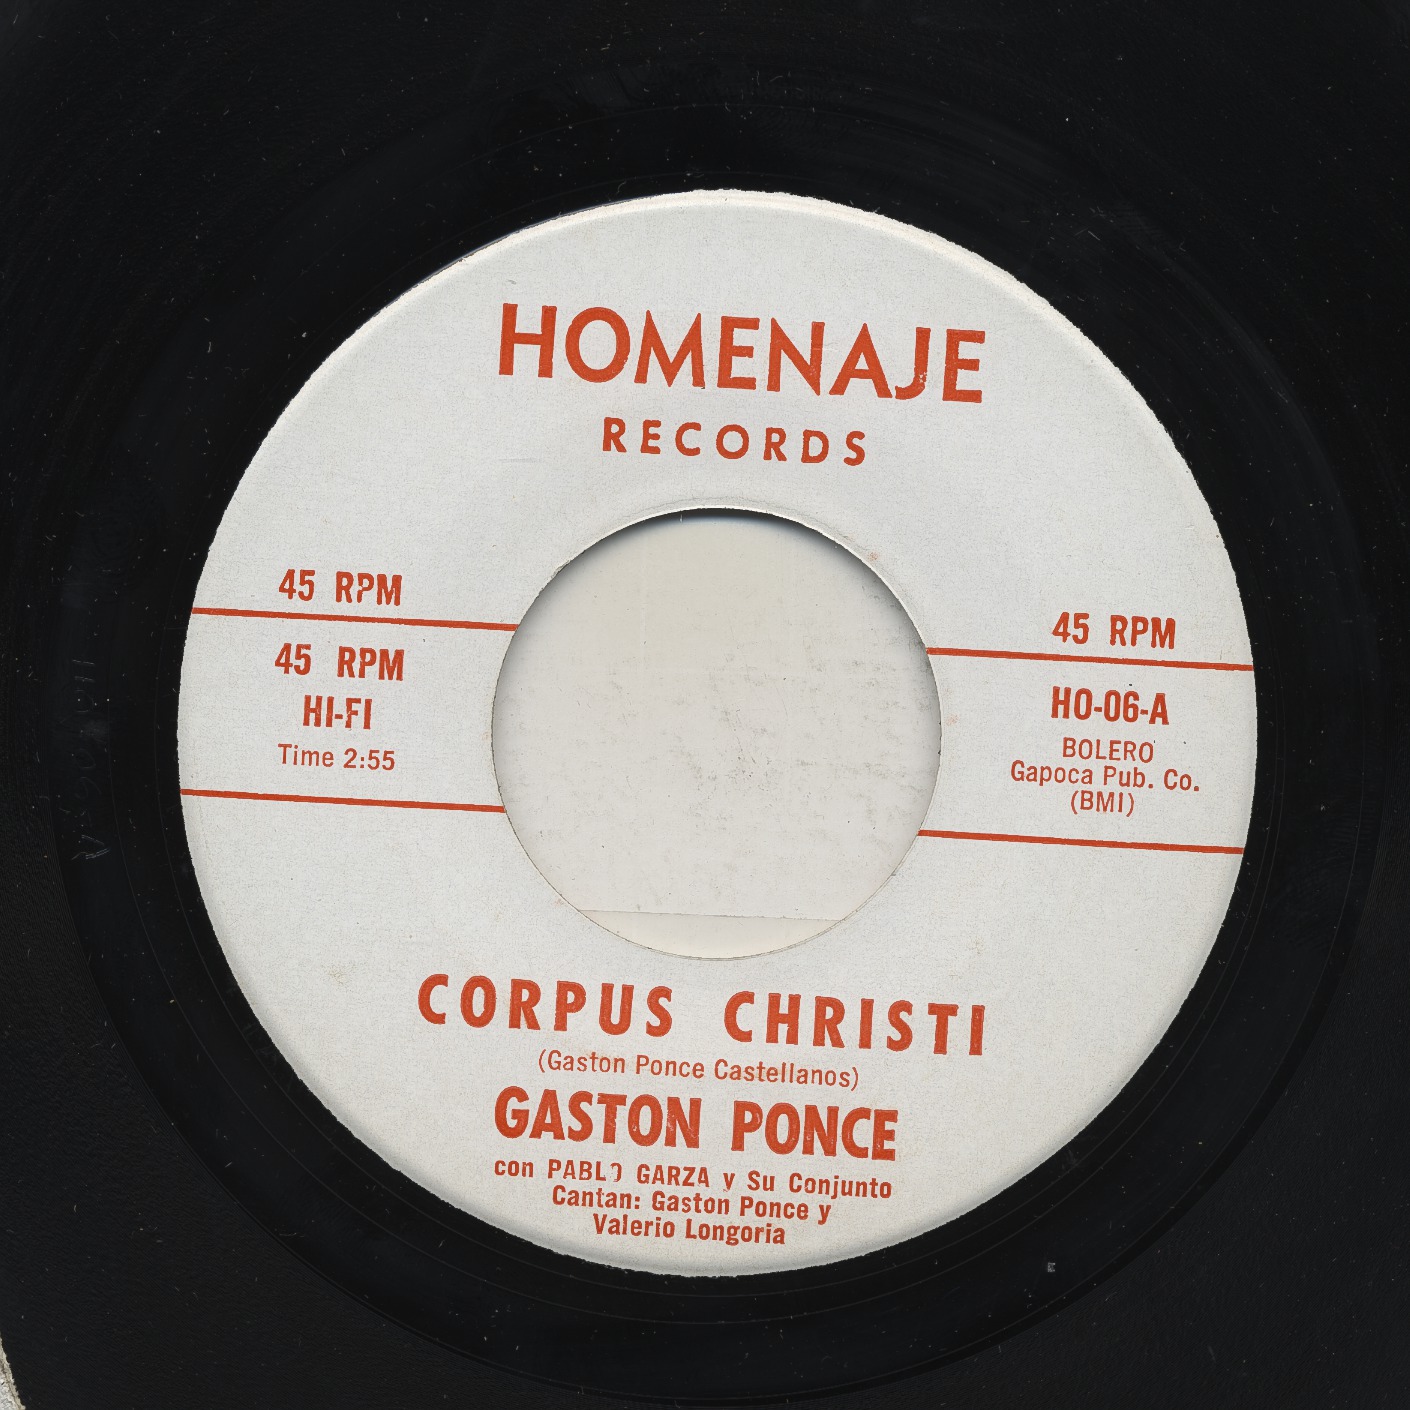 HOMENAJE
RECORDS
45 RPM
45 RPM
HI-FI
Time 2:55
45 RPM
HO-06-A
BOLERO
Gapoca Pub. Co.
(BMI)
CORPUS CHRISTI
(Gaston Ponce Castellanos)
GASTON PONCE
con PABLO GARZA y Su Conjunto
Cantan: Gaston Ponce y
Valerio Longoria